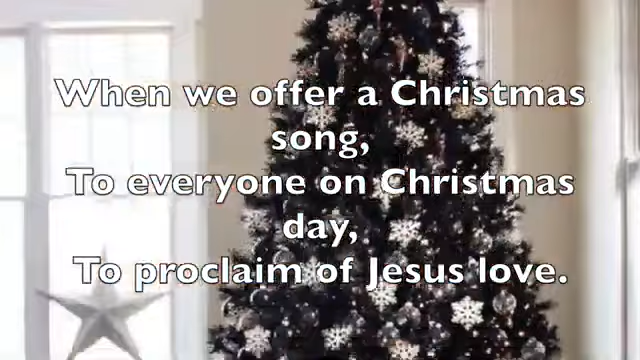 When we offer a Christmas
song,
To everyone on Christmas
day,
To proclaim of Jesus love.